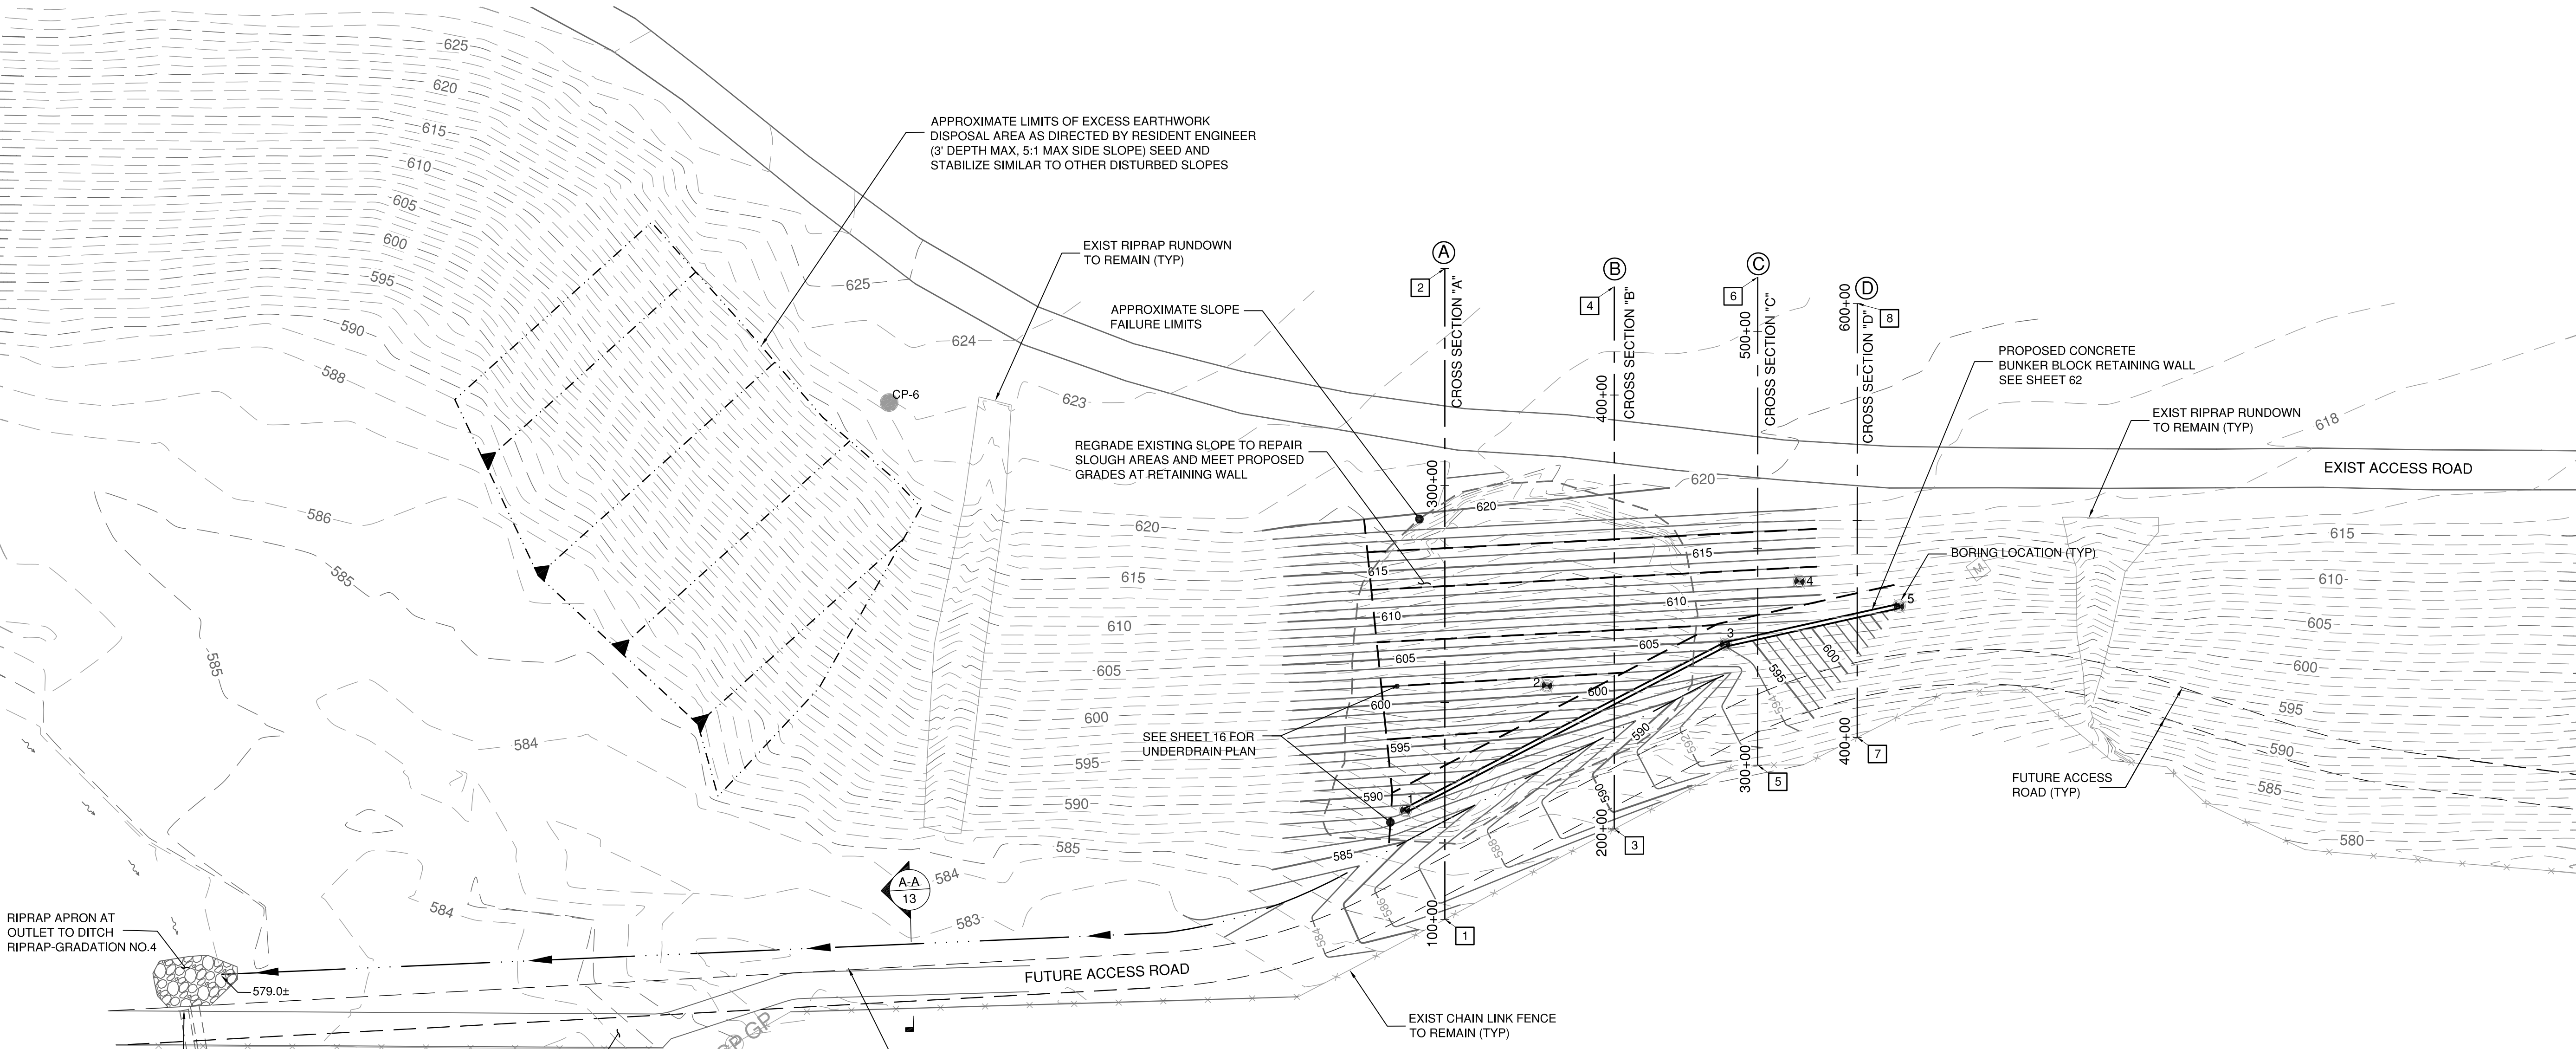 625
620
615
610
605
600
595
590
588
586
585
585
584
584
APPROXIMATE LIMITS OF EXCESS EARTHWORK
DISPOSAL AREA AS DIRECTED BY RESIDENT ENGINEER
(3' DEPTH MAX, 5:1 MAX SIDE SLOPE) SEED AND
STABILIZE SIMILAR TO OTHER DISTURBED SLOPES
EXIST RIPRAP RUNDOWN
TO REMAIN (TYP)
625
624
623
CP-6
APPROXIMATE SLOPE
FAILURE LIMITS
REGRADE EXISTING SLOPE TO REPAIR
SLOUGH AREAS AND MEET PROPOSED
GRADES AT RETAINING WALL
620
615
610
605
600
595
590
585
584
583
SEE SHEET 16 FOR
UNDERDRAIN PLAN
A
2
CROSS SECTION "A"
300+00
100+00
1
B
4
CROSS SECTION "B"
400+00
200+00
3
C
6
CROSS SECTION "C"
500+00
300+00
5
D
8
CROSS SECTION "D"
600+00
400+00
7
620
620
615
615
610
610
605
605
600
600
595
590
585
1
2
3
4
5
595
600
594
592
590
590
588
586
584
PROPOSED CONCRETE
BUNKER BLOCK RETAINING WALL
SEE SHEET 62
EXIST RIPRAP RUNDOWN
TO REMAIN (TYP)
618
EXIST ACCESS ROAD
BORING LOCATION (TYP)
M
615
610
605
600
595
590
585
580
FUTURE ACCESS
ROAD (TYP)
A-A
13
RIPRAP APRON AT
OUTLET TO DITCH
RIPRAP-GRADATION NO.4
579.0±
FUTURE ACCESS ROAD
EXIST CHAIN LINK FENCE
TO REMAIN (TYP)
GP